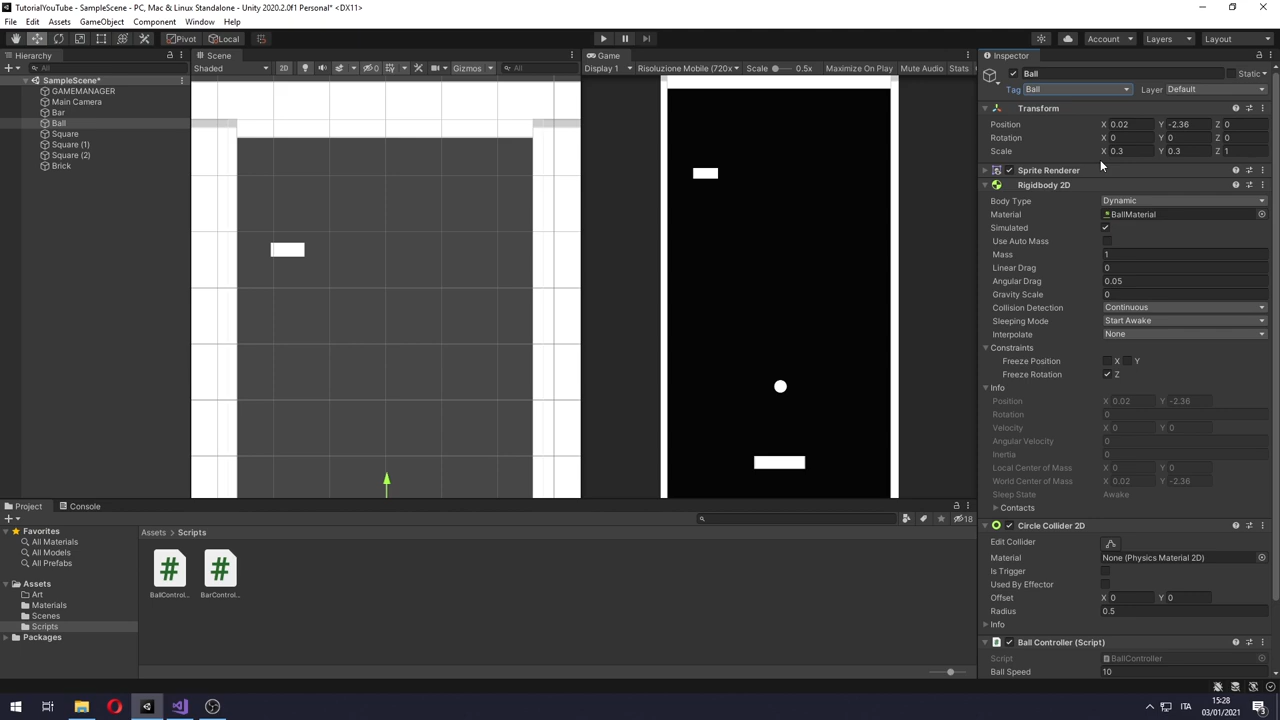 TutorialYouTube - SampleScene - PC, Mac & Linux Standalone - Unity 2020.2.0f1 Personal* <DX11>
File Edit Assets GameObject Component Window Help
Pivot Local Account Layers Layout
Hierarchy
All
SampleScene*
GAMEMANAGER
Main Camera
Bar
Ball
Square
Square (1)
Square (2)
Brick
Scene
Shaded 2D 0 Gizmos All
Game
Display 1 Risoluzione Mobile (720x Scale 0.5x Maximize On Play Mute Audio Stats
Inspector
Ball Static
Tag Ball Layer Default
Transform
Position X 0.02 Y -2.36 Z 0
Rotation X 0 Y 0 Z 0
Scale X 0.3 Y 0.3 Z 1
Sprite Renderer
Rigidbody 2D
Body Type Dynamic
Material BallMaterial
Simulated
Use Auto Mass
Mass 1
Linear Drag 0
Angular Drag 0.05
Gravity Scale 0
Collision Detection Continuous
Sleeping Mode Start Awake
Interpolate None
Constraints
Freeze Position X Y
Freeze Rotation Z
Info
Position X 0.02 Y -2.36
Rotation 0
Velocity X 0 Y 0
Angular Velocity 0
Inertia 0
Local Center of Mass X 0 Y 0
World Center of Mass X 0.02 Y -2.36
Sleep State Awake
Contacts
Circle Collider 2D
Edit Collider
Material None (Physics Material 2D)
Is Trigger
Used By Effector
Offset X 0 Y 0
Radius 0.5
Info
Ball Controller (Script)
Script BallController
Ball Speed 10
Project Console
18
Favorites
All Materials
All Models
All Prefabs
Assets
Art
Materials
Scenes
Scripts
Packages
Assets Scripts
BallControl... BarControl...
ITA
15:28
03/01/2021
3